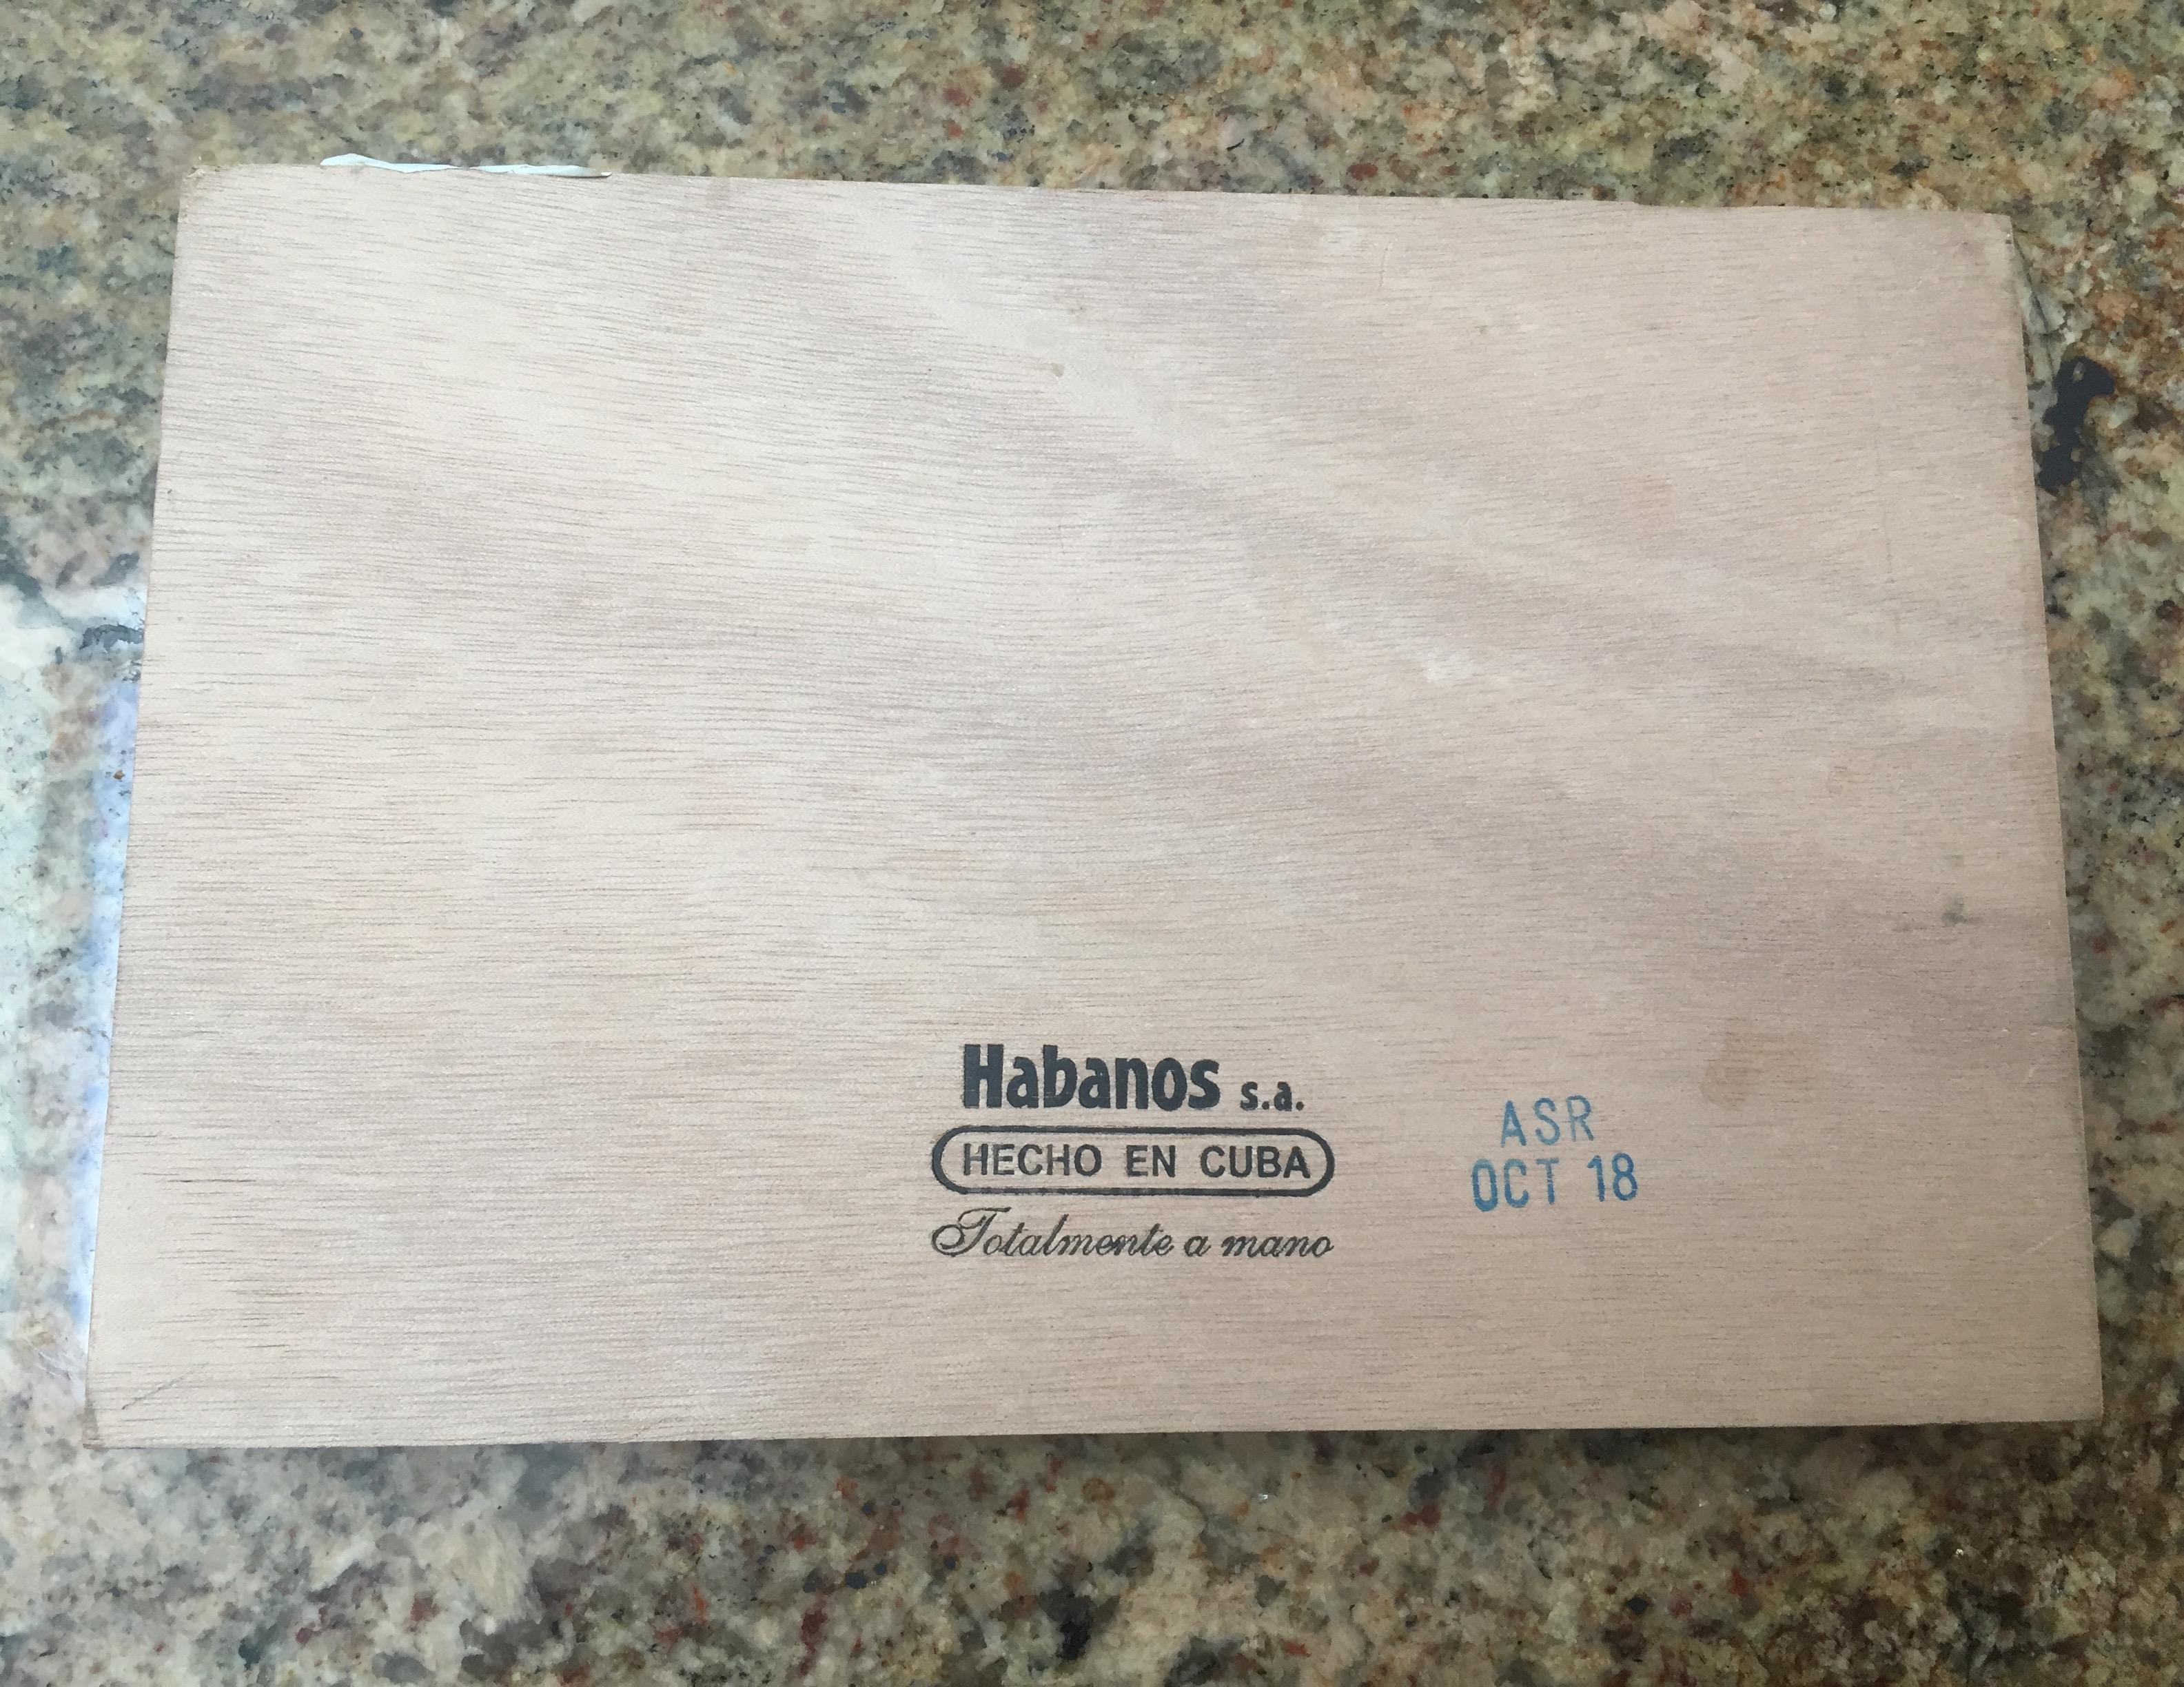 Habanos s.a.
HECHO EN CUBA
Totalmente a mano
ASR
OCT 18